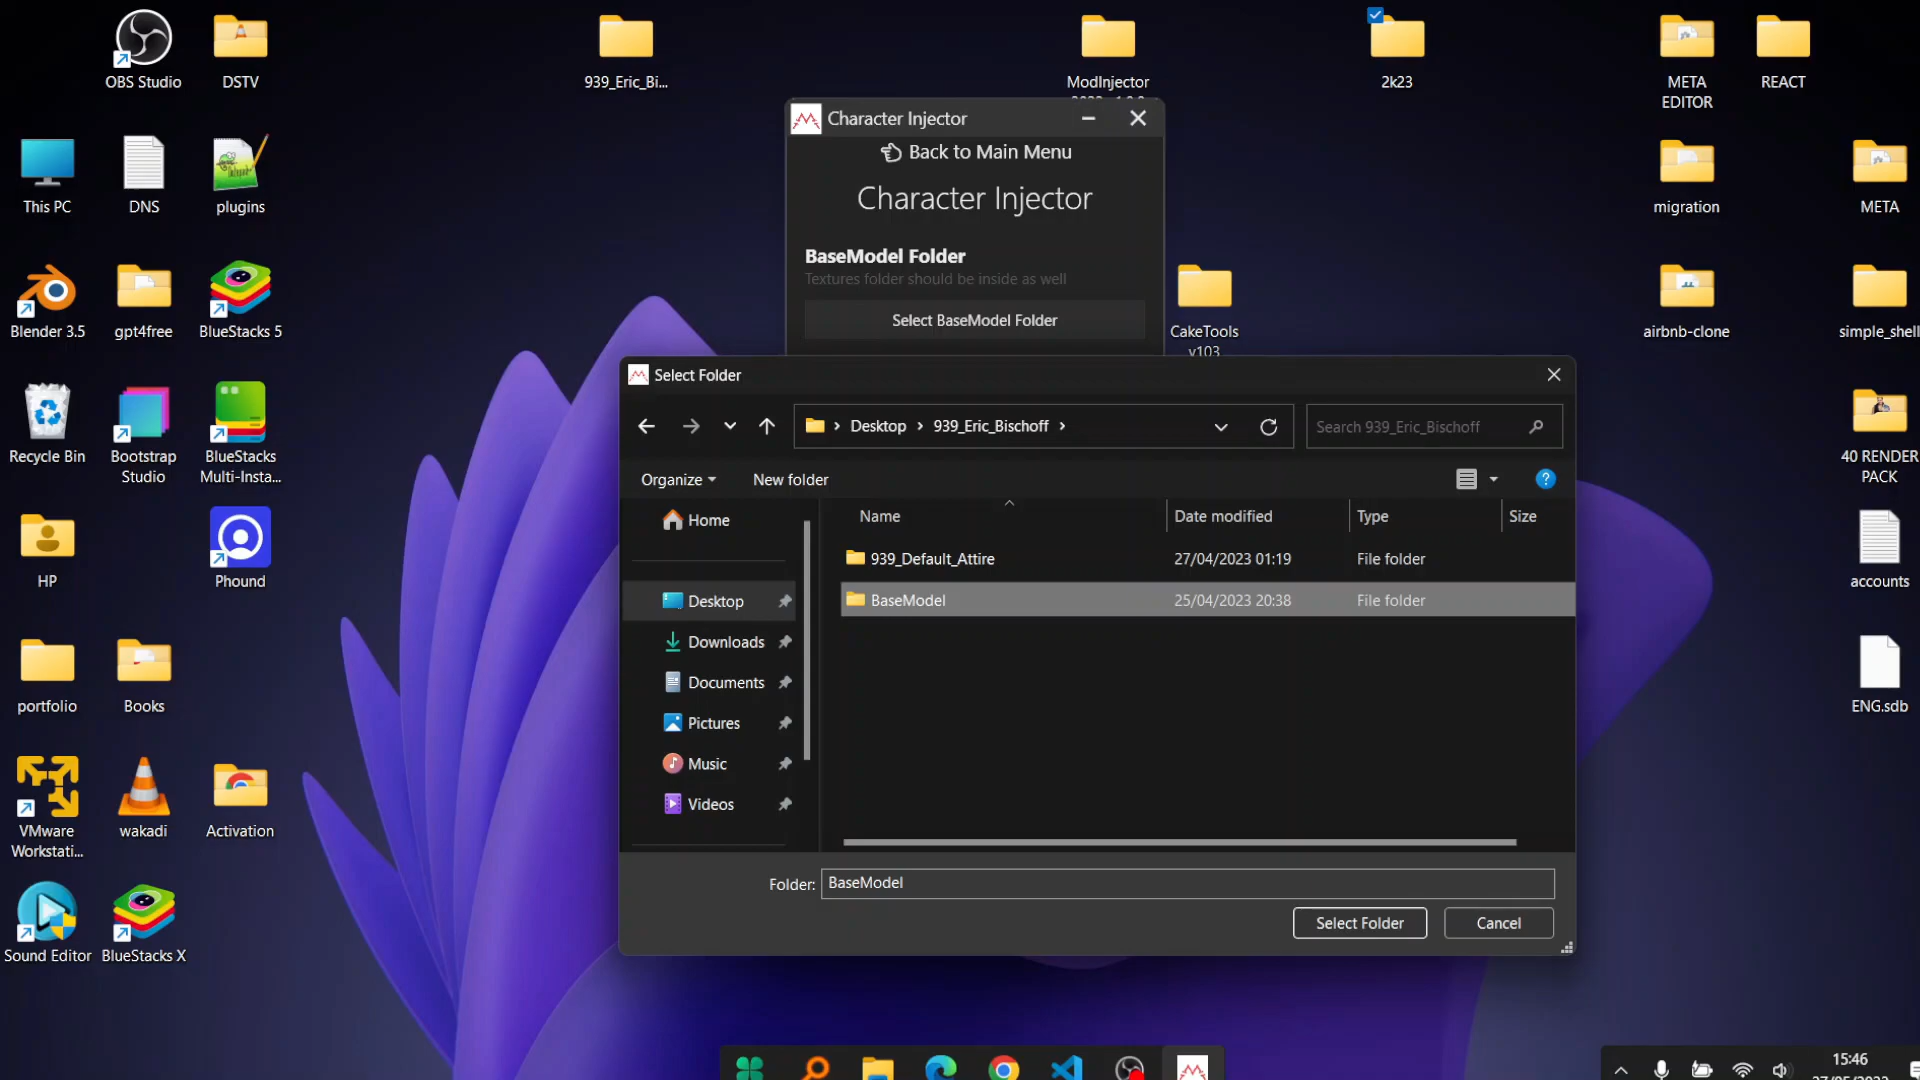 OBS Studio
DSTV
939_Eric_Bi...
ModInjector
2k23
META
EDITOR
REACT
This PC
DNS
plugins
migration
META
Blender 3.5
gpt4free
BlueStacks 5
CakeTools
v103
airbnb-clone
simple_shell
Recycle Bin
Bootstrap
Studio
BlueStacks
Multi-Insta...
40 RENDER
PACK
HP
Phound
accounts
portfolio
Books
ENG.sdb
VMware
Workstati...
wakadi
Activation
Sound Editor
BlueStacks X
Character Injector
Back to Main Menu
Character Injector
BaseModel Folder
Textures folder should be inside as well
Select BaseModel Folder
Select Folder
Desktop
939_Eric_Bischoff
Search 939_Eric_Bischoff
Organize
New folder
?
Home
Desktop
Downloads
Documents
Pictures
Music
Videos
Name
Date modified
Type
Size
939_Default_Attire
27/04/2023 01:19
File folder
BaseModel
25/04/2023 20:38
File folder
Folder:
BaseModel
Select Folder
Cancel
15:46